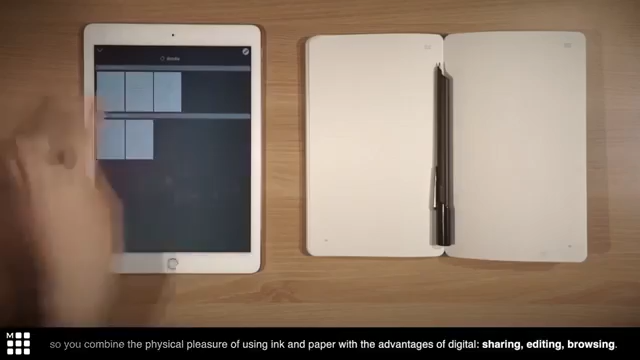 M
so you combine the physical pleasure of using ink and paper with the advantages of digital: sharing, editing, browsing.